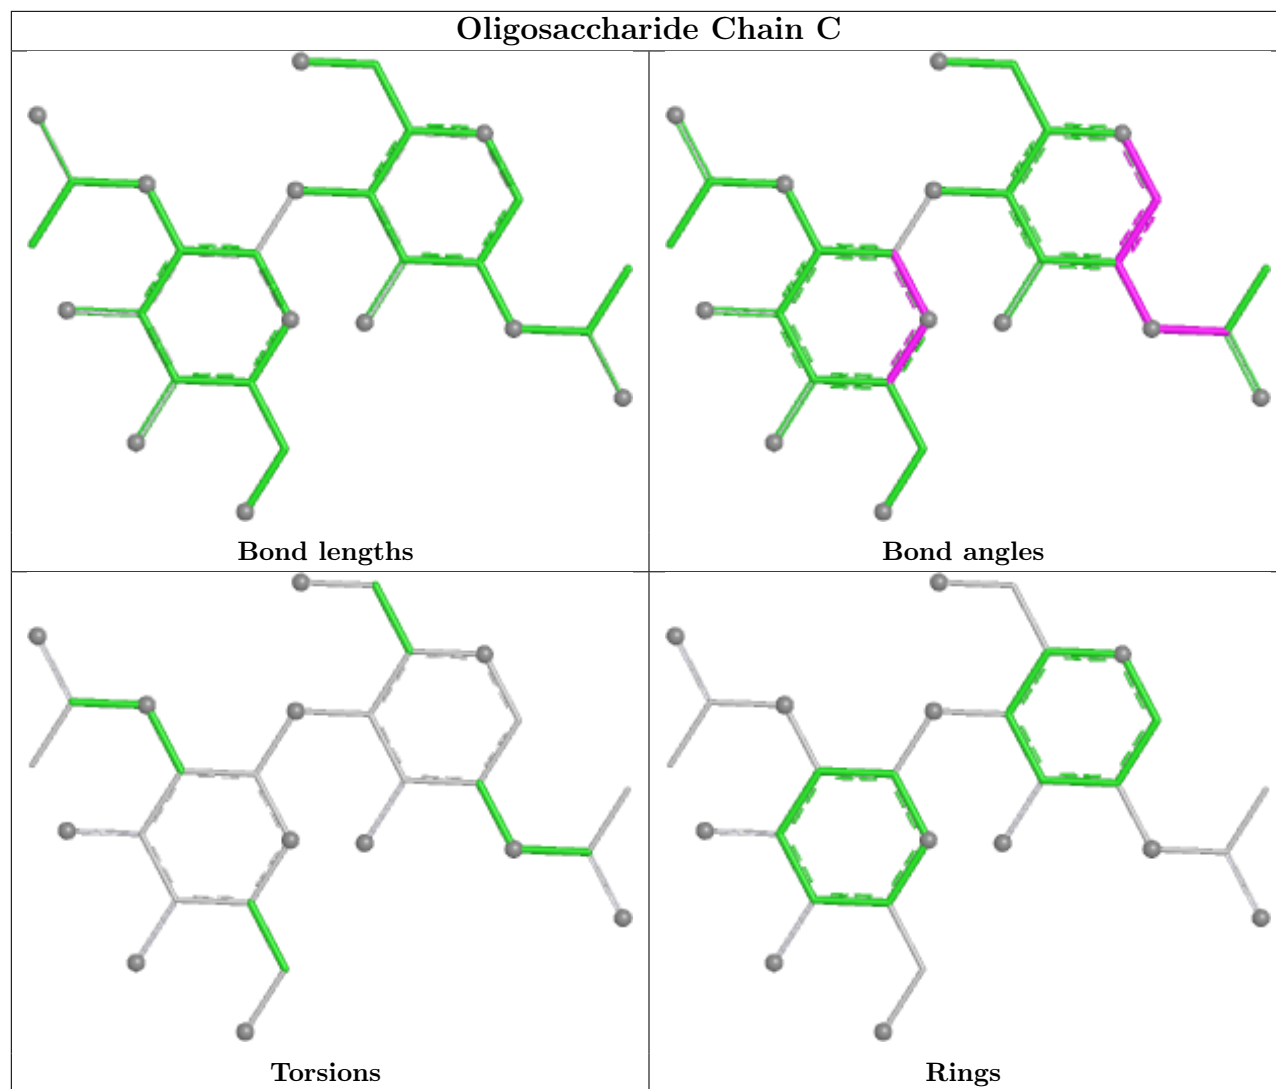 Oligosaccharide Chain C
Bond lengths
Bond angles
Torsions
Rings